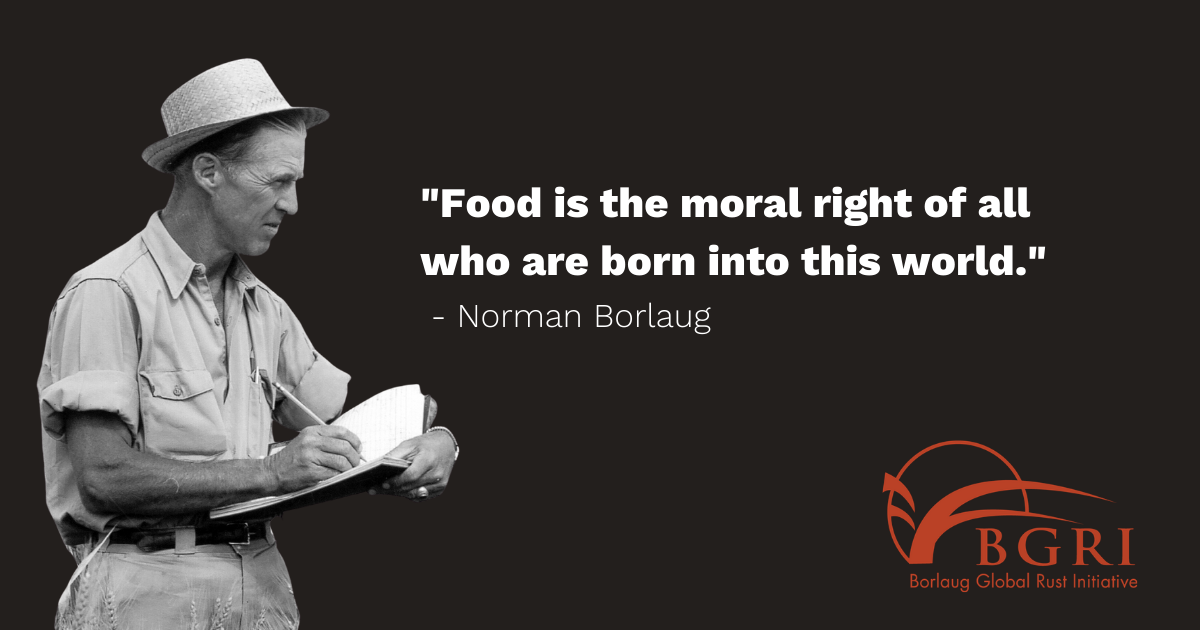 "Food is the moral right of all
who are born into this world."
- Norman Borlaug
BGRI
Borlaug Global Rust Initiative